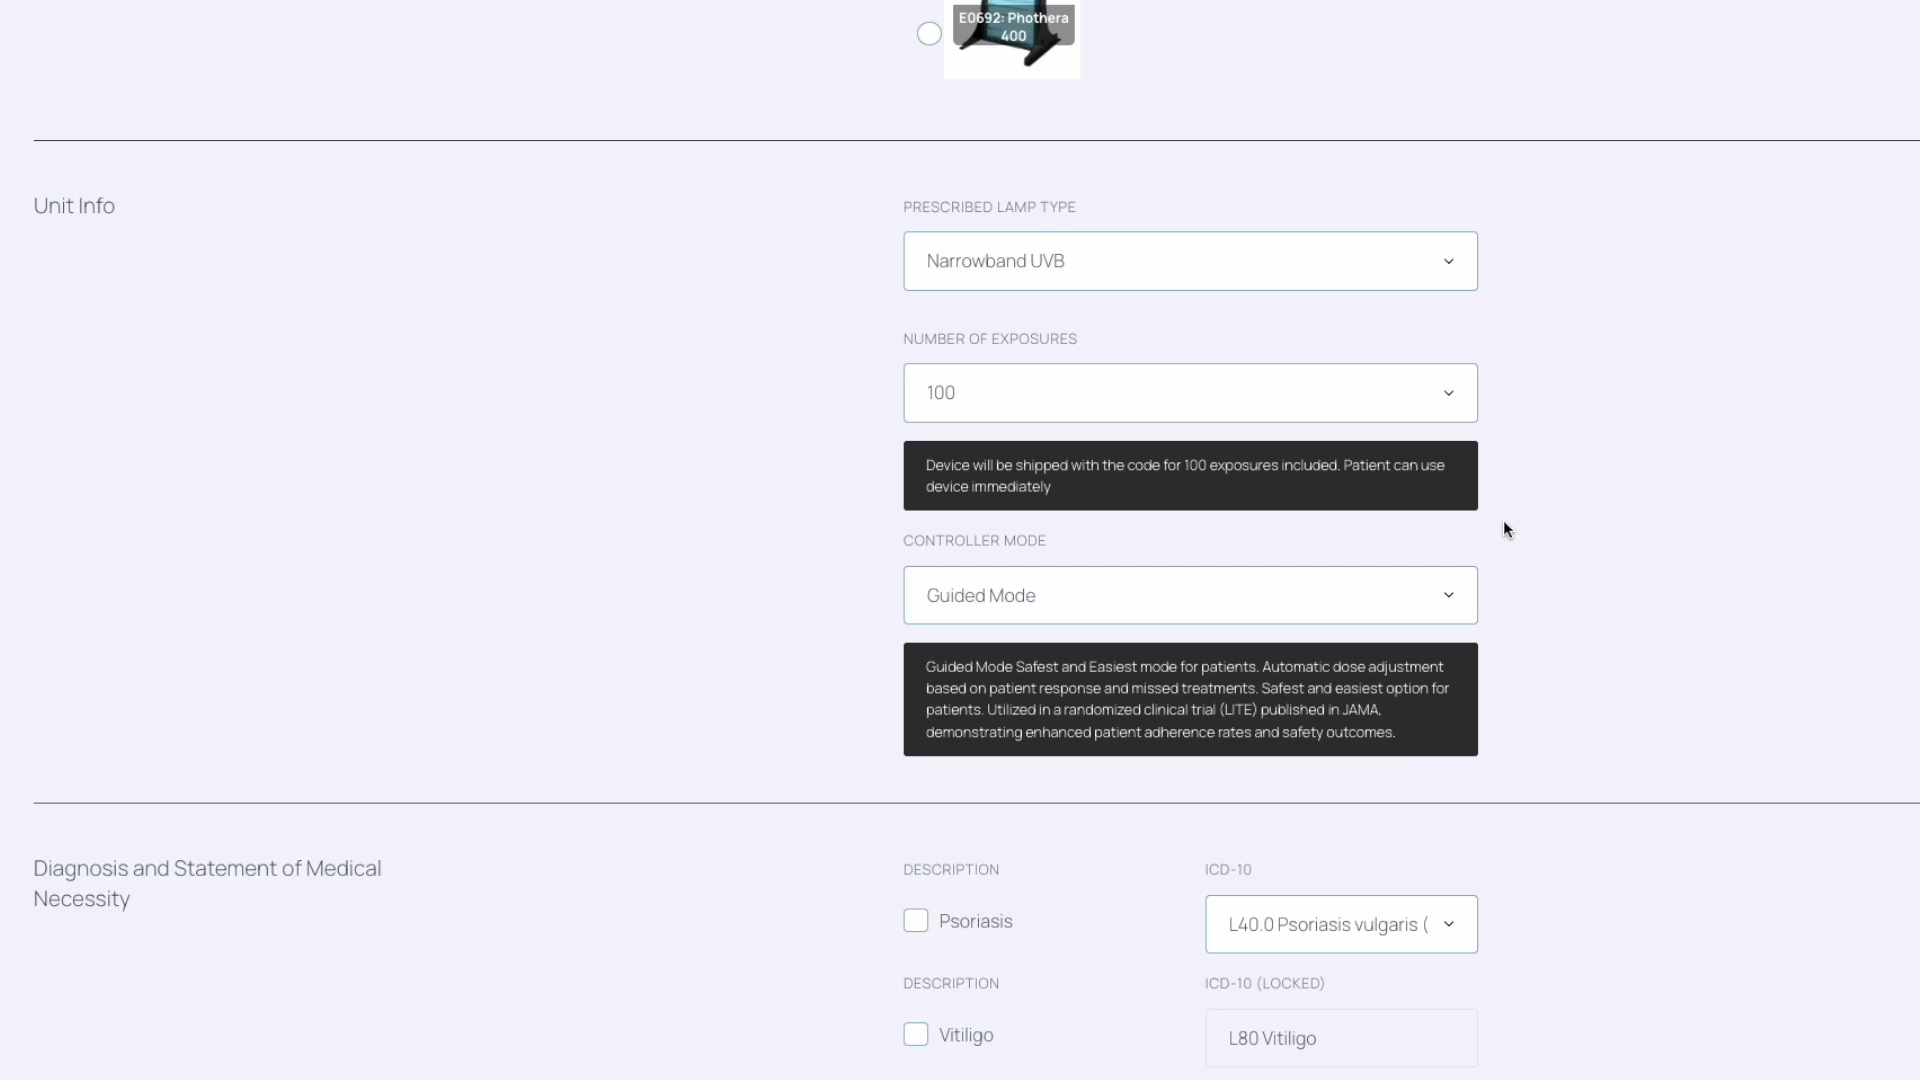 E0692: Phothera
400
Unit Info
PRESCRIBED LAMP TYPE
Narrowband UVB
NUMBER OF EXPOSURES
100
Device will be shipped with the code for 100 exposures included. Patient can use
device immediately
CONTROLLER MODE
Guided Mode
Guided Mode Safest and Easiest mode for patients. Automatic dose adjustment
based on patient response and missed treatments. Safest and easiest option for
patients. Utilized in a randomized clinical trial (LITE) published in JAMA,
demonstrating enhanced patient adherence rates and safety outcomes.
Diagnosis and Statement of Medical
Necessity
DESCRIPTION
ICD-10
Psoriasis
L40.0 Psoriasis vulgaris (
DESCRIPTION
ICD-10 (LOCKED)
Vitiligo
L80 Vitiligo